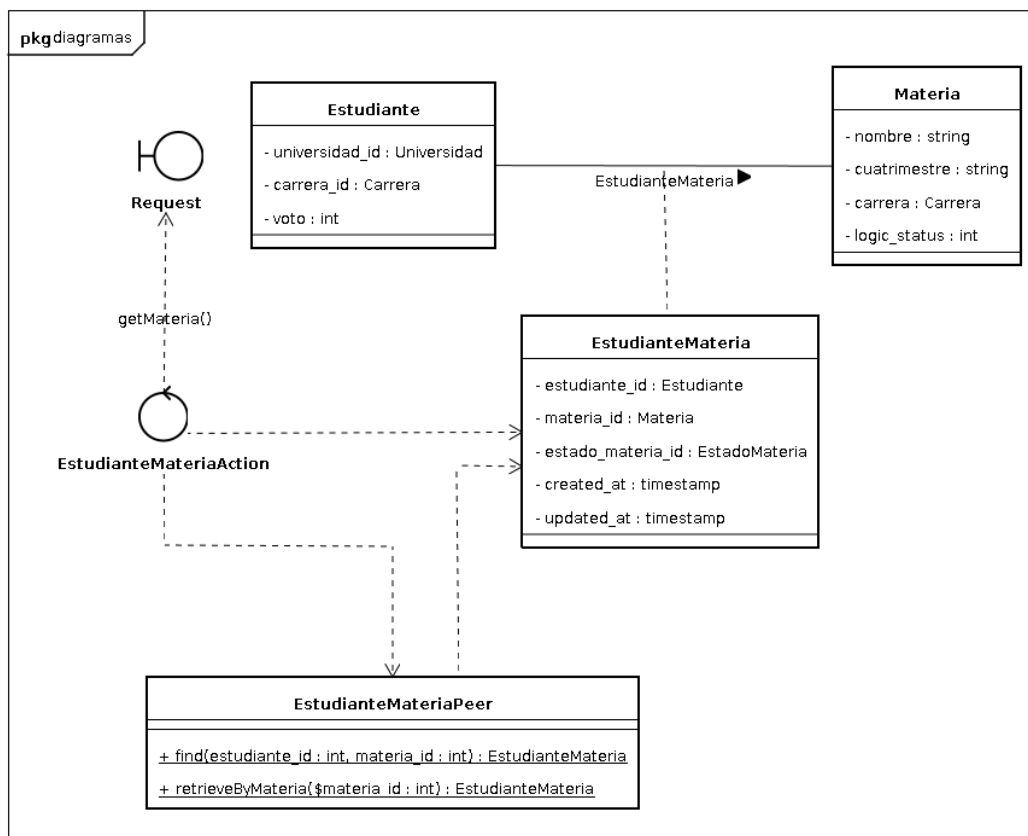 pkg diagramas
Estudiante
- universidad_id : Universidad
- carrera_id : Carrera
- voto : int
Materia
- nombre : string
- cuatrimestre : string
- carrera : Carrera
- logic_status : int
EstudianteMateria
Request
getMateria()
EstudianteMateriaAction
EstudianteMateria
- estudiante_id : Estudiante
- materia_id : Materia
- estado_materia_id : EstadoMateria
- created_at : timestamp
- updated_at : timestamp
EstudianteMateriaPeer
+ find(estudiante_id : int, materia_id : int) : EstudianteMateria
+ retrieveByMateria($materia_id : int) : EstudianteMateria